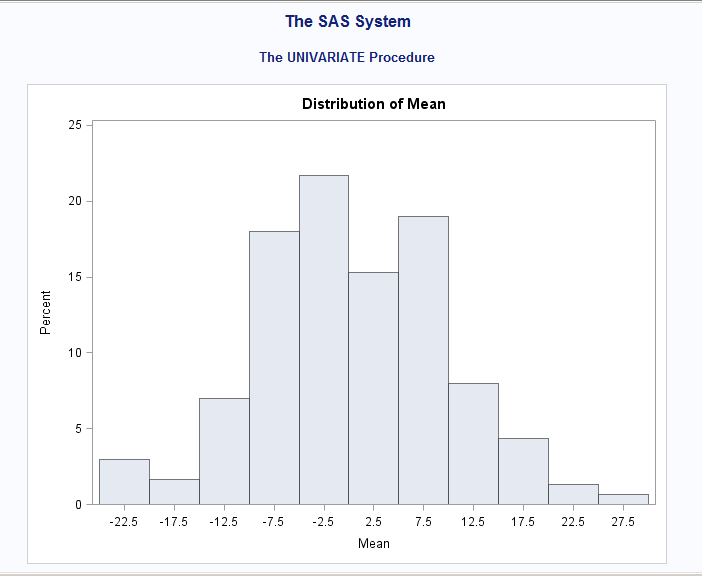 The SAS System
The UNIVARIATE Procedure
Distribution of Mean
25
20
15
10
5
0
Percent
-22.5 -17.5 -12.5 -7.5 -2.5 2.5 7.5 12.5 17.5 22.5 27.5
Mean